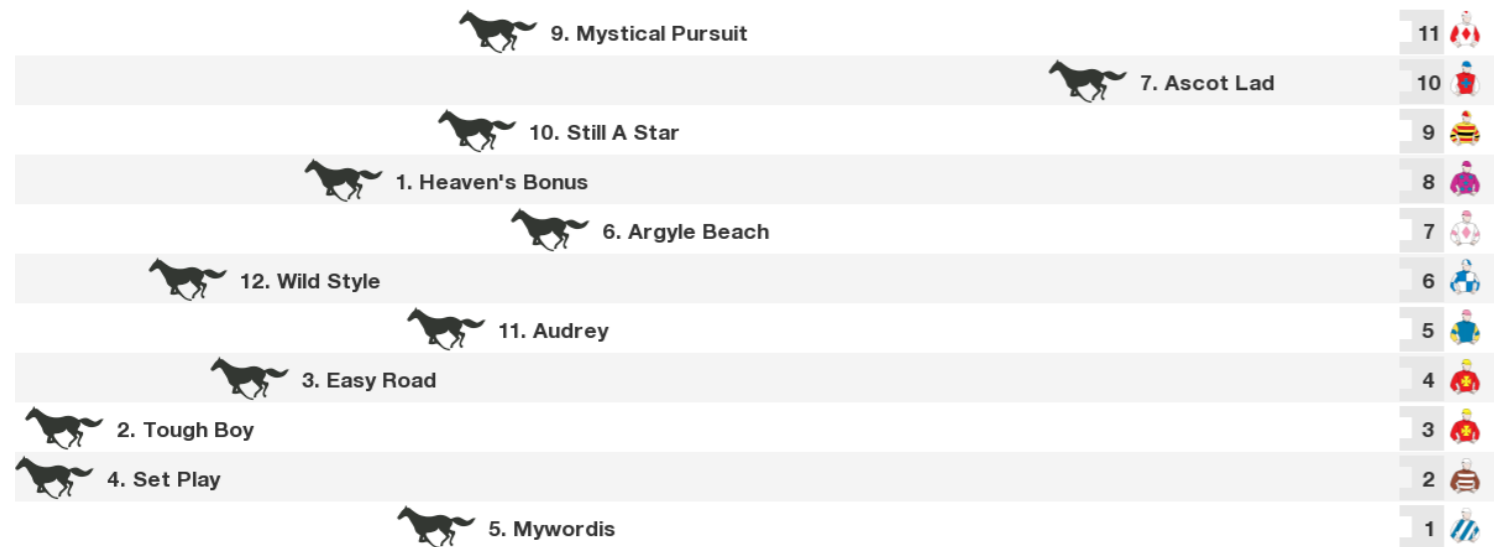 9. Mystical Pursuit 11
7. Ascot Lad 10
10. Still A Star 9
1. Heaven's Bonus 8
6. Argyle Beach 7
12. Wild Style 6
11. Audrey 5
3. Easy Road 4
2. Tough Boy 3
4. Set Play 2
5. Mywordis 1